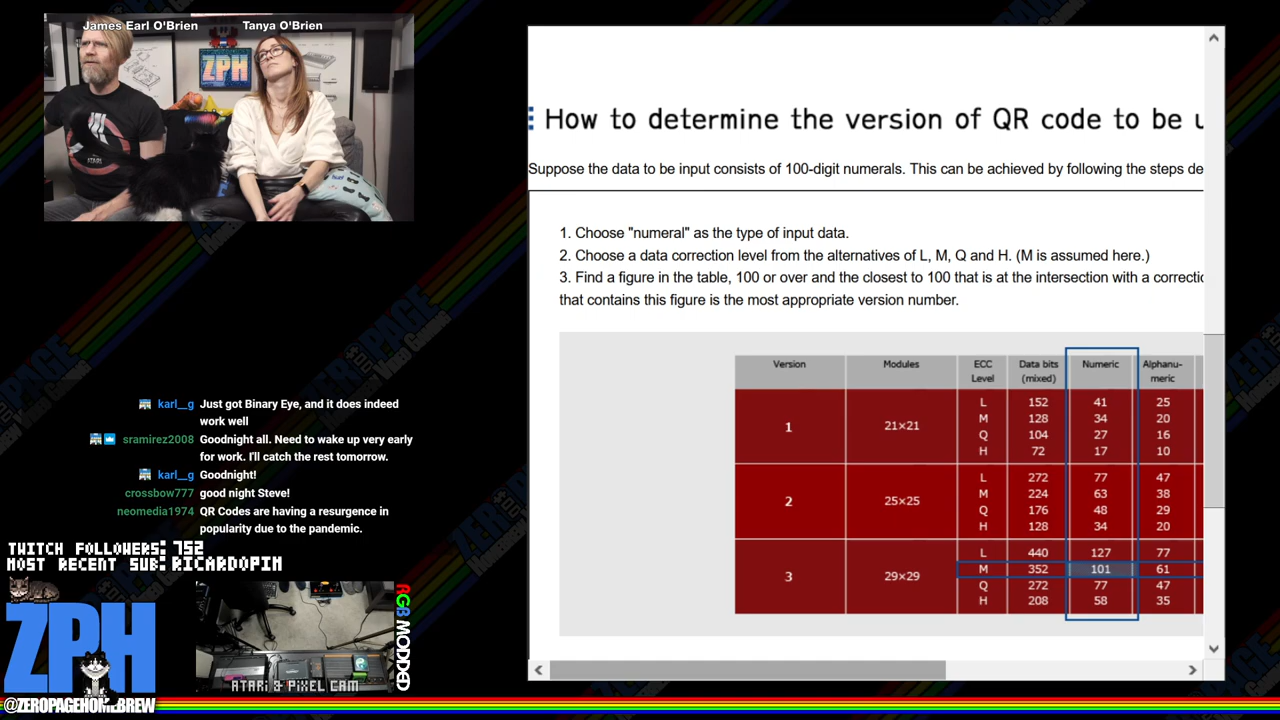 James Earl O'Brien
Tanya O'Brien
ZPH
How to determine the version of QR code to be u
Suppose the data to be input consists of 100-digit numerals. This can be achieved by following the steps de
1. Choose "numeral" as the type of input data.
2. Choose a data correction level from the alternatives of L, M, Q and H. (M is assumed here.)
3. Find a figure in the table, 100 or over and the closest to 100 that is at the intersection with a correctio
that contains this figure is the most appropriate version number.
Version Modules ECC Level Data bits (mixed) Numeric Alphanu-meric
1 21×21
L 152 41 25
M 128 34 20
Q 104 27 16
H 72 17 10
2 25×25
L 272 77 47
M 224 63 38
Q 176 48 29
H 128 34 20
3 29×29
L 440 127 77
M 352 101 61
Q 272 77 47
H 208 58 35
karl__g Just got Binary Eye, and it does indeed
work well
sramirez2008 Goodnight all. Need to wake up very early
for work. I'll catch the rest tomorrow.
karl__g Goodnight!
crossbow777 good night Steve!
neomedia1974 QR Codes are having a resurgence in
popularity due to the pandemic.
TWITCH FOLLOWERS: 752
MOST RECENT SUB: RICARDOPIM
ZPH
@ZEROPAGEHOMEBREW
ATARI & PIXEL CAM
RGB MODDED